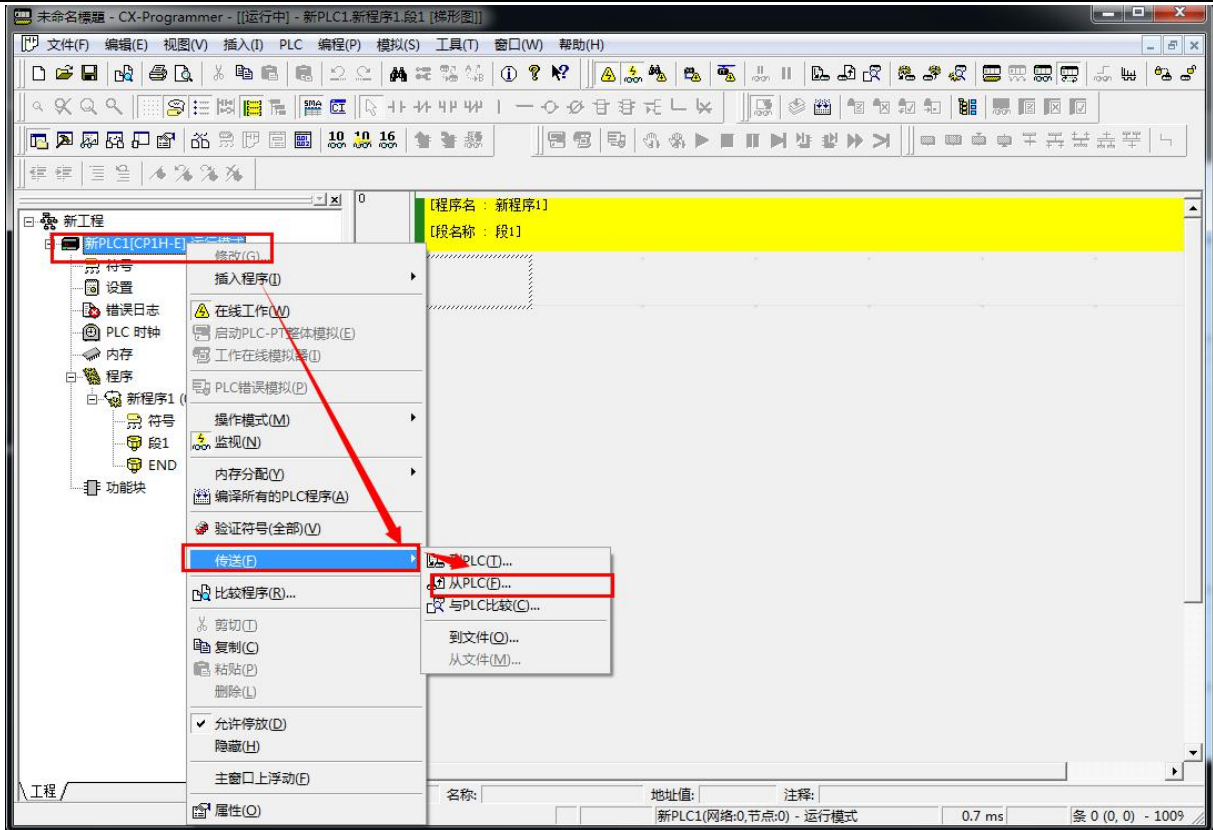 未命名標題 - CX-Programmer - [[运行中] - 新PLC1.新程序1.段1 [梯形图]]
文件(F) 编辑(E) 视图(V) 插入(I) PLC 编程(P) 模拟(S) 工具(T) 窗口(W) 帮助(H)
SMA
CI
10 10 16
0
[程序名 : 新程序1]
[段名称 : 段1]
新工程
新PLC1[CP1H-E] 运行模式
符号
设置
错误日志
PLC 时钟
内存
程序
新程序1
符号
段1
END
功能块
工程
修改(G)...
插入程序(I)
在线工作(W)
启动PLC-PT整体模拟(E)
工作在线模拟器(I)
PLC错误模拟(P)
操作模式(M)
监视(N)
内存分配(Y)
编译所有的PLC程序(A)
验证符号(全部)(V)
传送(F)
比较程序(R)...
剪切(T)
复制(C)
粘贴(P)
删除(L)
允许停放(D)
隐藏(H)
主窗口上浮动(F)
属性(O)
到PLC(T)...
从PLC(F)...
与PLC比较(C)...
到文件(O)...
从文件(M)...
名称: 地址值: 注释:
新PLC1(网络:0,节点:0) - 运行模式 0.7 ms 条 0 (0, 0) - 1009